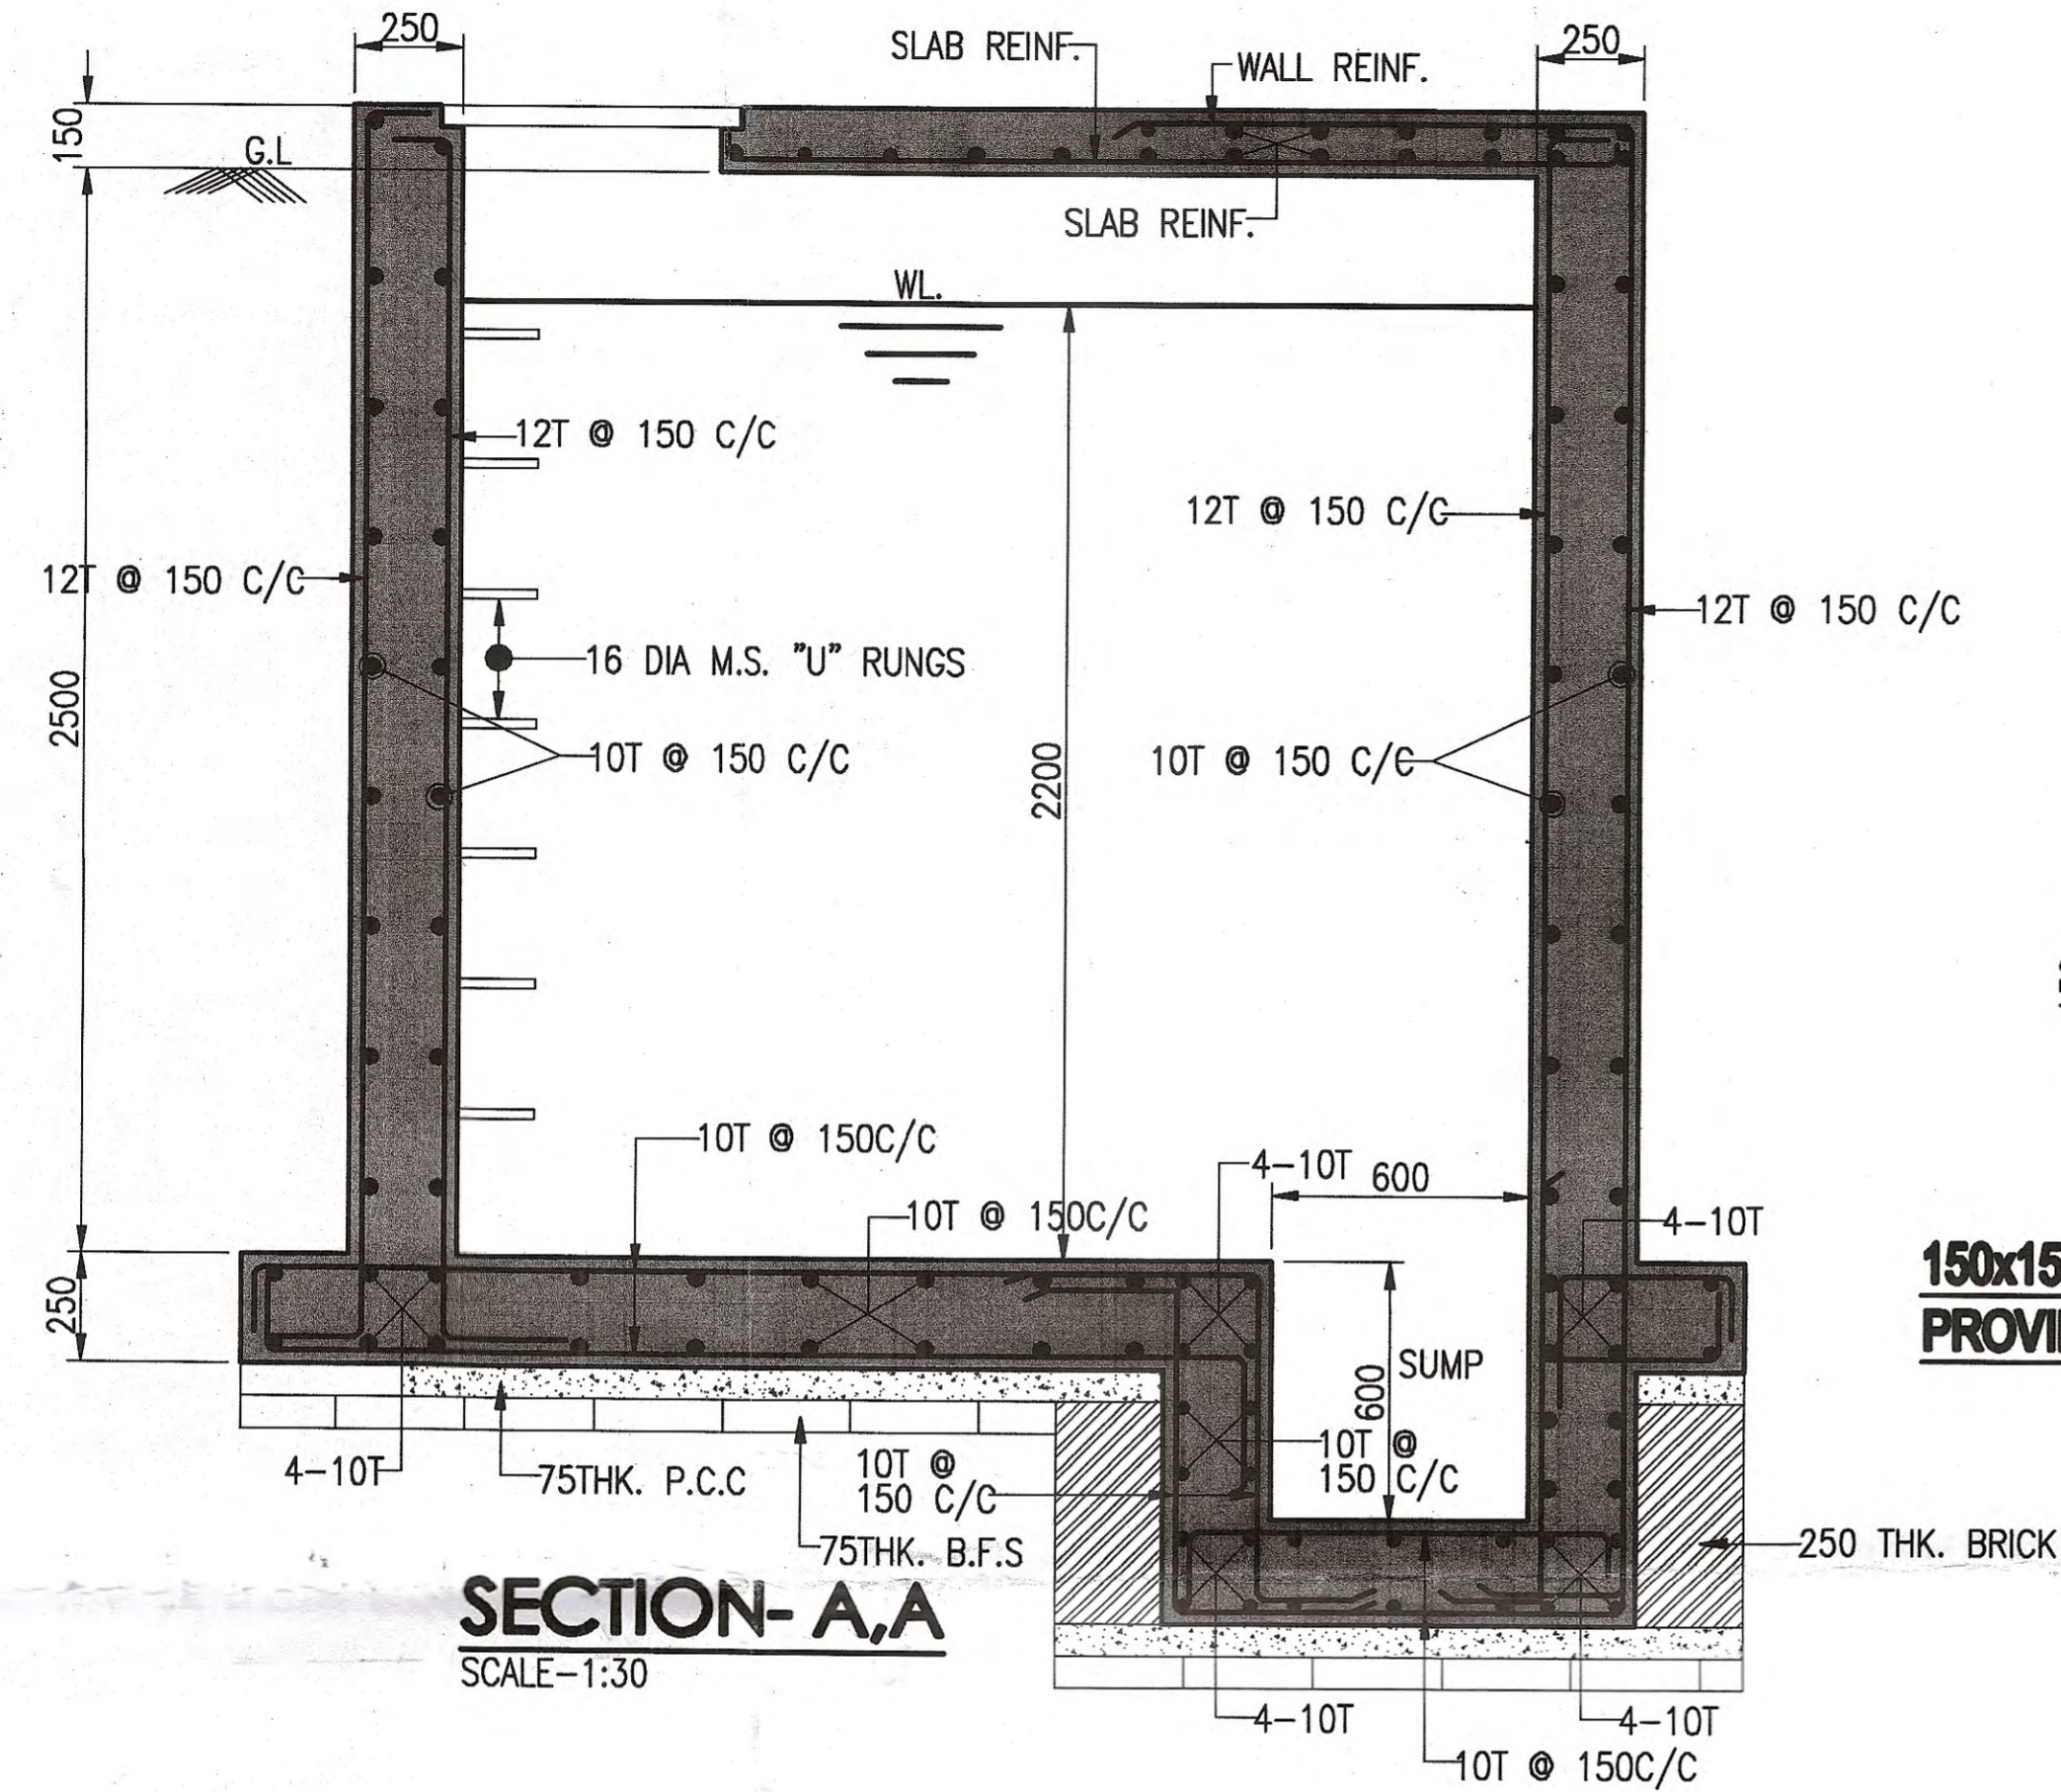 250
SLAB REINF.
WALL REINF.
250
150
G.L
SLAB REINF.
WL.
12T @ 150 C/C
12T @ 150 C/C
12T @ 150 C/C
12T @ 150 C/C
16 DIA M.S. "U" RUNGS
2500
10T @ 150 C/C
2200
10T @ 150 C/C
10T @ 150C/C
4-10T
600
10T @ 150C/C
4-10T
250
150x15
PROVI
SUMP
600
4-10T
75THK. P.C.C
10T @
150 C/C
10T @
150 C/C
75THK. B.F.S
250 THK. BRICK
SECTION- A,A
SCALE-1:30
4-10T
4-10T
10T @ 150C/C